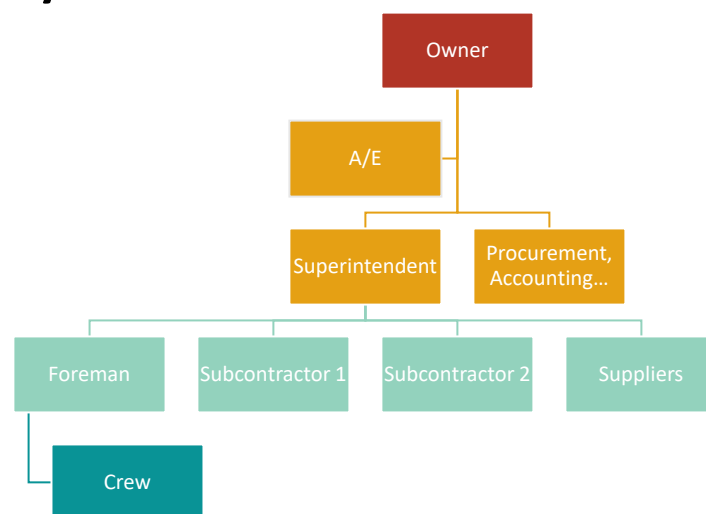 Owner
A/E
Superintendent
Procurement,
Accounting…
Foreman
Subcontractor 1
Subcontractor 2
Suppliers
Crew